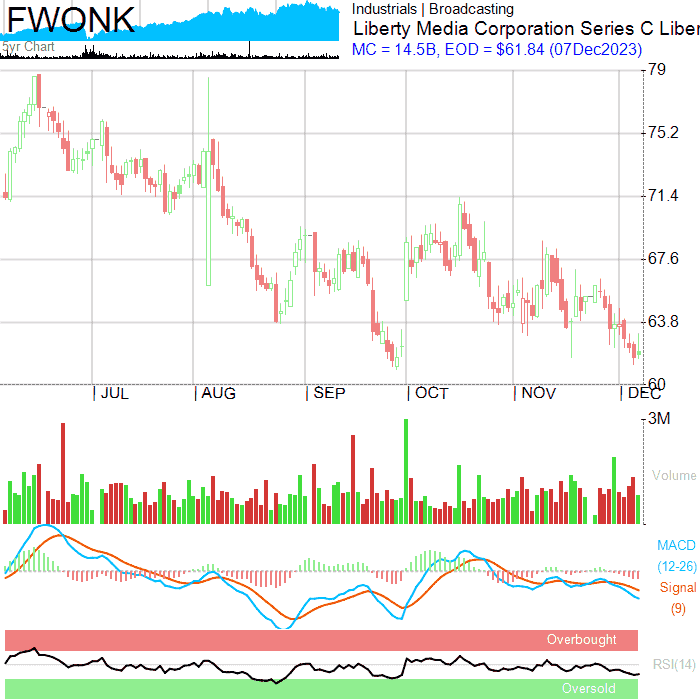 FWONK
5yr Chart
Industrials | Broadcasting
Liberty Media Corporation Series C Liber
MC = 14.5B, EOD = $61.84 (07Dec2023)
79
75.2
71.4
67.6
63.8
60
JUL
AUG
SEP
OCT
NOV
DEC
3M
Volume
MACD
(12-26)
Signal
(9)
Overbought
RSI(14)
Oversold